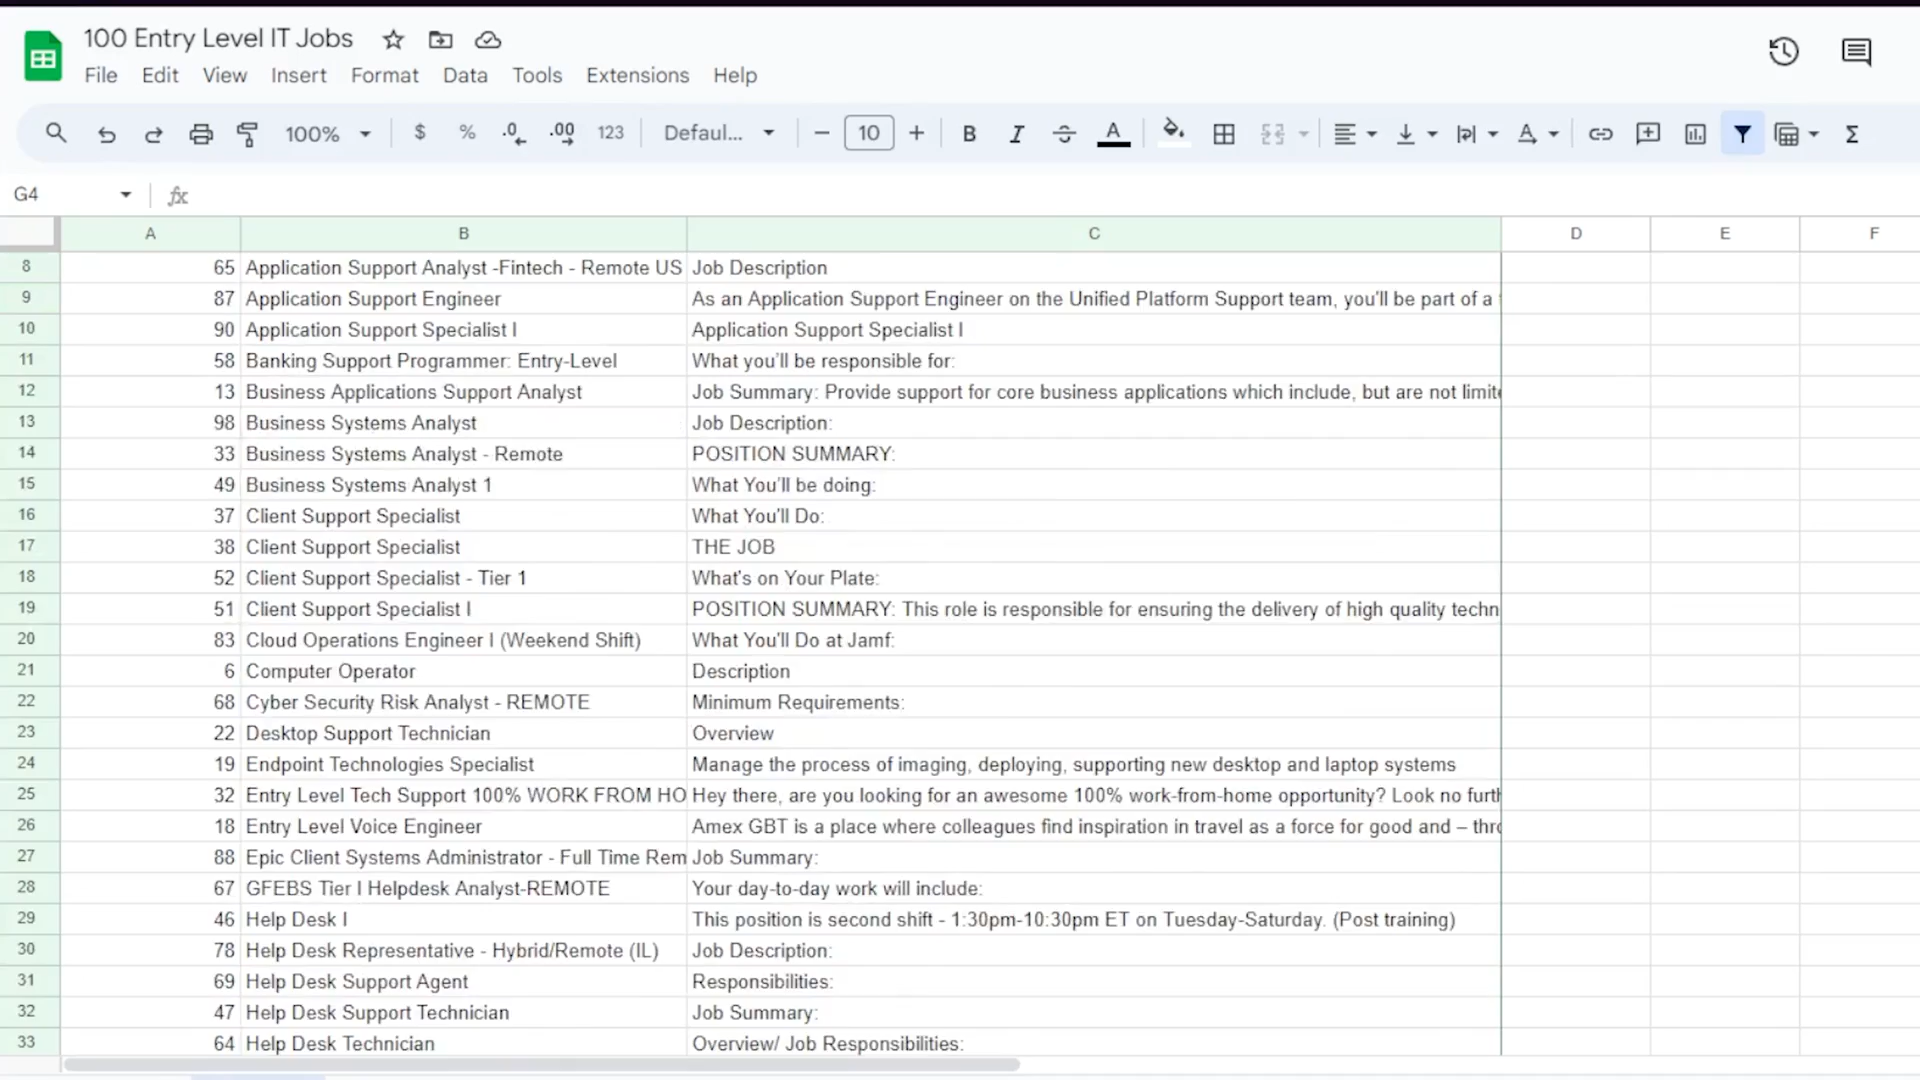 100 Entry Level IT Jobs
File Edit View Insert Format Data Tools Extensions Help
100% $ % .0 .00 123 Defaul... − 10 + B I A A Σ
G4 fx
A B C D E F
8 65 Application Support Analyst -Fintech - Remote US Job Description
9 87 Application Support Engineer As an Application Support Engineer on the Unified Platform Support team, you'll be part of a
10 90 Application Support Specialist I Application Support Specialist I
11 58 Banking Support Programmer: Entry-Level What you’ll be responsible for:
12 13 Business Applications Support Analyst Job Summary: Provide support for core business applications which include, but are not limite
13 98 Business Systems Analyst Job Description:
14 33 Business Systems Analyst - Remote POSITION SUMMARY:
15 49 Business Systems Analyst 1 What You’ll be doing:
16 37 Client Support Specialist What You'll Do:
17 38 Client Support Specialist THE JOB
18 52 Client Support Specialist - Tier 1 What's on Your Plate:
19 51 Client Support Specialist I POSITION SUMMARY: This role is responsible for ensuring the delivery of high quality techn
20 83 Cloud Operations Engineer I (Weekend Shift) What You'll Do at Jamf:
21 6 Computer Operator Description
22 68 Cyber Security Risk Analyst - REMOTE Minimum Requirements:
23 22 Desktop Support Technician Overview
24 19 Endpoint Technologies Specialist Manage the process of imaging, deploying, supporting new desktop and laptop systems
25 32 Entry Level Tech Support 100% WORK FROM HO Hey there, are you looking for an awesome 100% work-from-home opportunity? Look no furth
26 18 Entry Level Voice Engineer Amex GBT is a place where colleagues find inspiration in travel as a force for good and – thro
27 88 Epic Client Systems Administrator - Full Time Rem Job Summary:
28 67 GFEBS Tier I Helpdesk Analyst-REMOTE Your day-to-day work will include:
29 46 Help Desk I This position is second shift - 1:30pm-10:30pm ET on Tuesday-Saturday. (Post training)
30 78 Help Desk Representative - Hybrid/Remote (IL) Job Description:
31 69 Help Desk Support Agent Responsibilities:
32 47 Help Desk Support Technician Job Summary:
33 64 Help Desk Technician Overview/ Job Responsibilities: